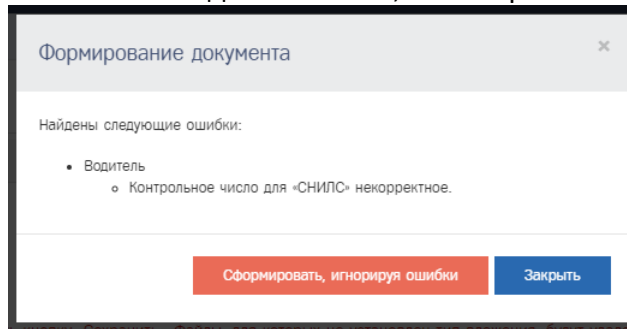 Формирование документа
×
Найдены следующие ошибки:
• Водитель
o Контрольное число для «СНИЛС» некорректное.
Сформировать, игнорируя ошибки
Закрыть